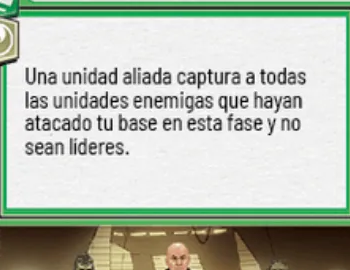 Una unidad aliada captura a todas
las unidades enemigas que hayan
atacado tu base en esta fase y no
sean líderes.